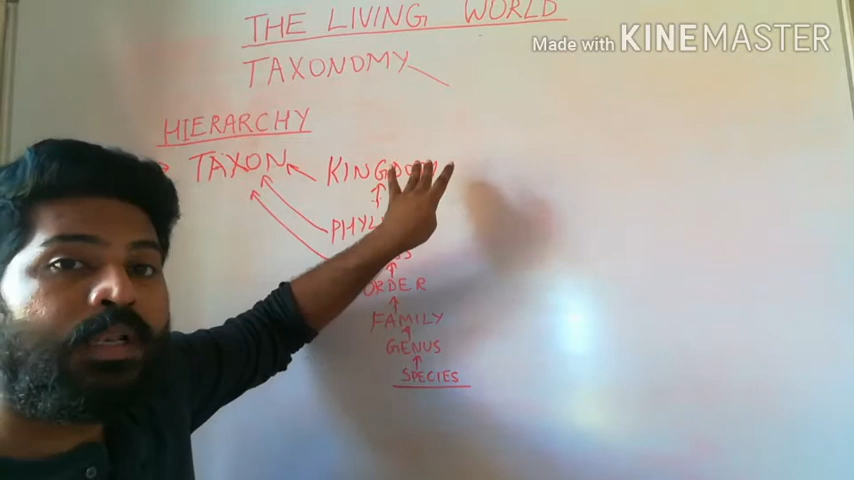 THE LIVING WORLD
Made with KINEMASTER
TAXONOMY
HIERARCHY
TAXON
ORDER
FAMILY
GENUS
SPECIES